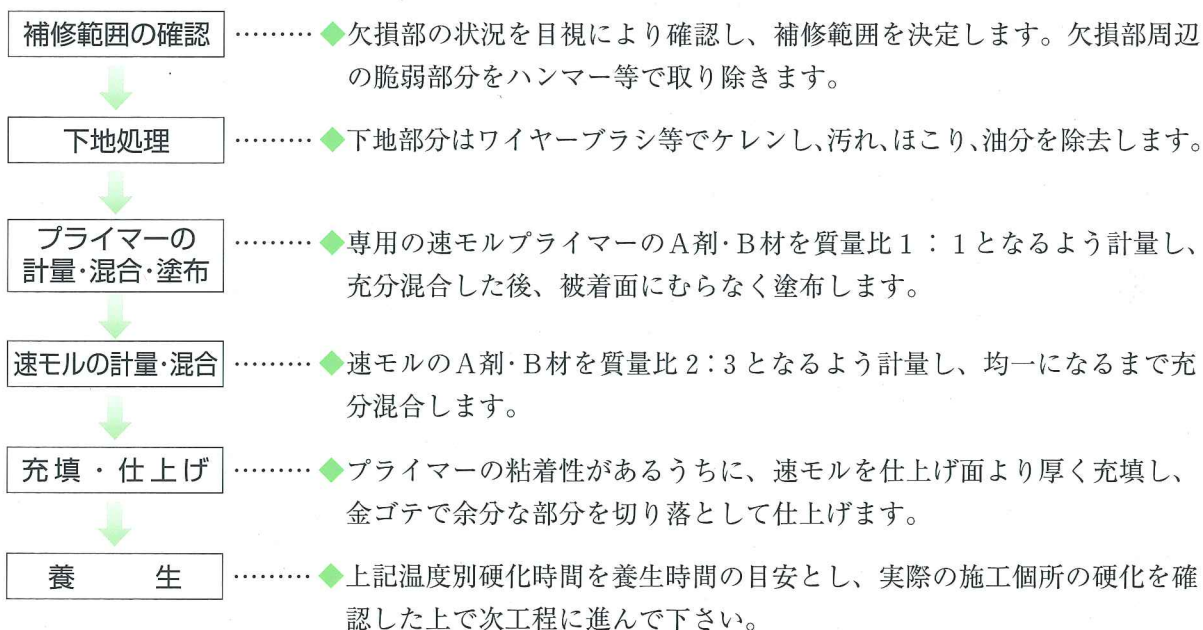 補修範囲の確認 ……… ◆欠損部の状況を目視により確認し、補修範囲を決定します。欠損部周辺
の脆弱部分をハンマー等で取り除きます。
下地処理 ……… ◆下地部分はワイヤーブラシ等でケレンし、汚れ、ほこり、油分を除去します。
プライマーの
計量・混合・塗布 ……… ◆専用の速モルプライマーのA剤・B材を質量比1：1となるよう計量し、
充分混合した後、被着面にむらなく塗布します。
速モルの計量・混合 ……… ◆速モルのA剤・B材を質量比2：3となるよう計量し、均一になるまで充
分混合します。
充填・仕上げ ……… ◆プライマーの粘着性があるうちに、速モルを仕上げ面より厚く充填し、
金ゴテで余分な部分を切り落として仕上げます。
養　生 ……… ◆上記温度別硬化時間を養生時間の目安とし、実際の施工個所の硬化を確
認した上で次工程に進んで下さい。